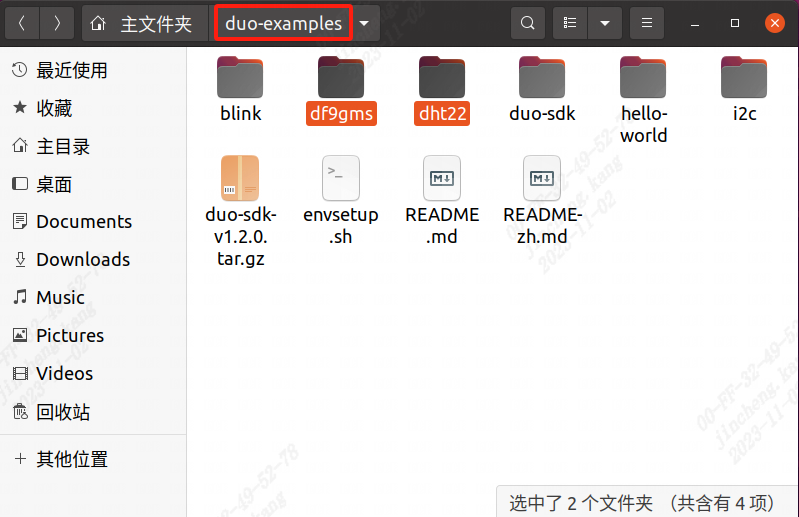 主文件夹
duo-examples
最近使用
收藏
主目录
桌面
Documents
Downloads
Music
Pictures
Videos
回收站
其他位置
blink
df9gms
dht22
duo-sdk
hello-
world
i2c
duo-sdk-
v1.2.0.
tar.gz
envsetup
.sh
README
.md
README-
zh.md
选中了 2 个文件夹 （共含有 4 项）
00-FF-32-49-52-78
jincheng.kang
2023-11-02